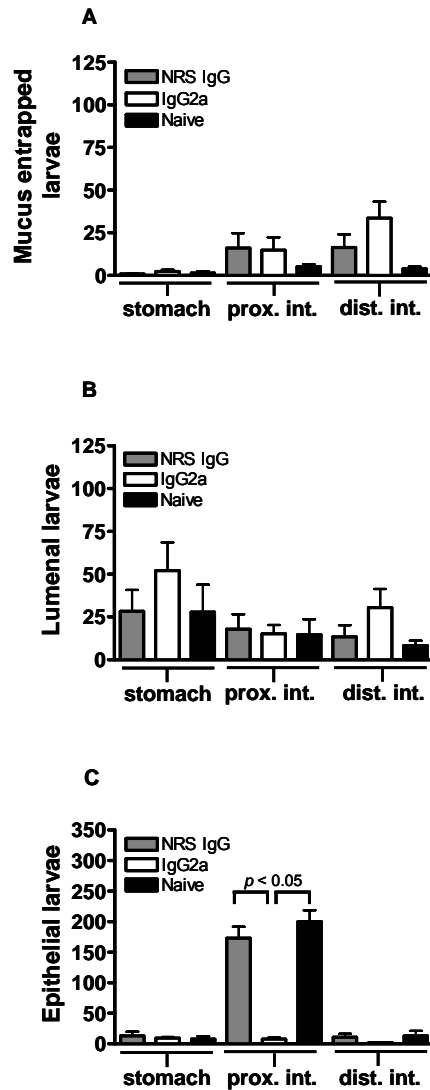 A
Mucus entrapped
larvae
125
100
75
50
25
0
NRS IgG
IgG2a
Naive
stomach prox. int. dist. int.
B
Lumenal larvae
125
100
75
50
25
0
NRS IgG
IgG2a
Naive
stomach prox. int. dist. int.
C
Epithelial larvae
350
300
250
200
150
100
50
0
NRS IgG
IgG2a
Naive
p < 0.05
stomach prox. int. dist. int.